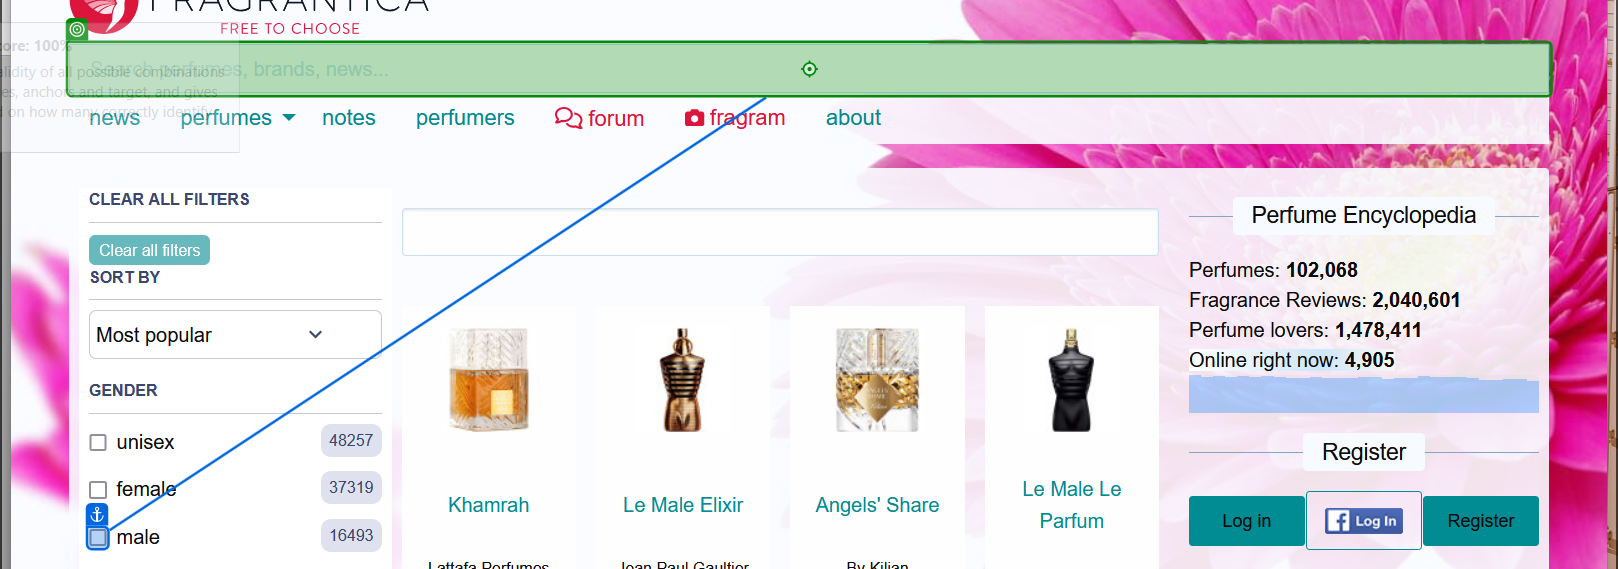 FRAGRANTICA
FREE TO CHOOSE
core: 100%
Search perfumes, brands, news...
alidity of all possible combinations
es, anchors and target, and gives
d on how many correctly identify
news perfumes notes perfumers forum fragram about
CLEAR ALL FILTERS
Clear all filters
SORT BY
Most popular
GENDER
unisex 48257
female 37319
male 16493
Khamrah
Lattafa Perfumes
Le Male Elixir
Jean Paul Gaultier
Angels' Share
By Kilian
Le Male Le
Parfum
Perfume Encyclopedia
Perfumes: 102,068
Fragrance Reviews: 2,040,601
Perfume lovers: 1,478,411
Online right now: 4,905
Register
Log in
Log In
Register